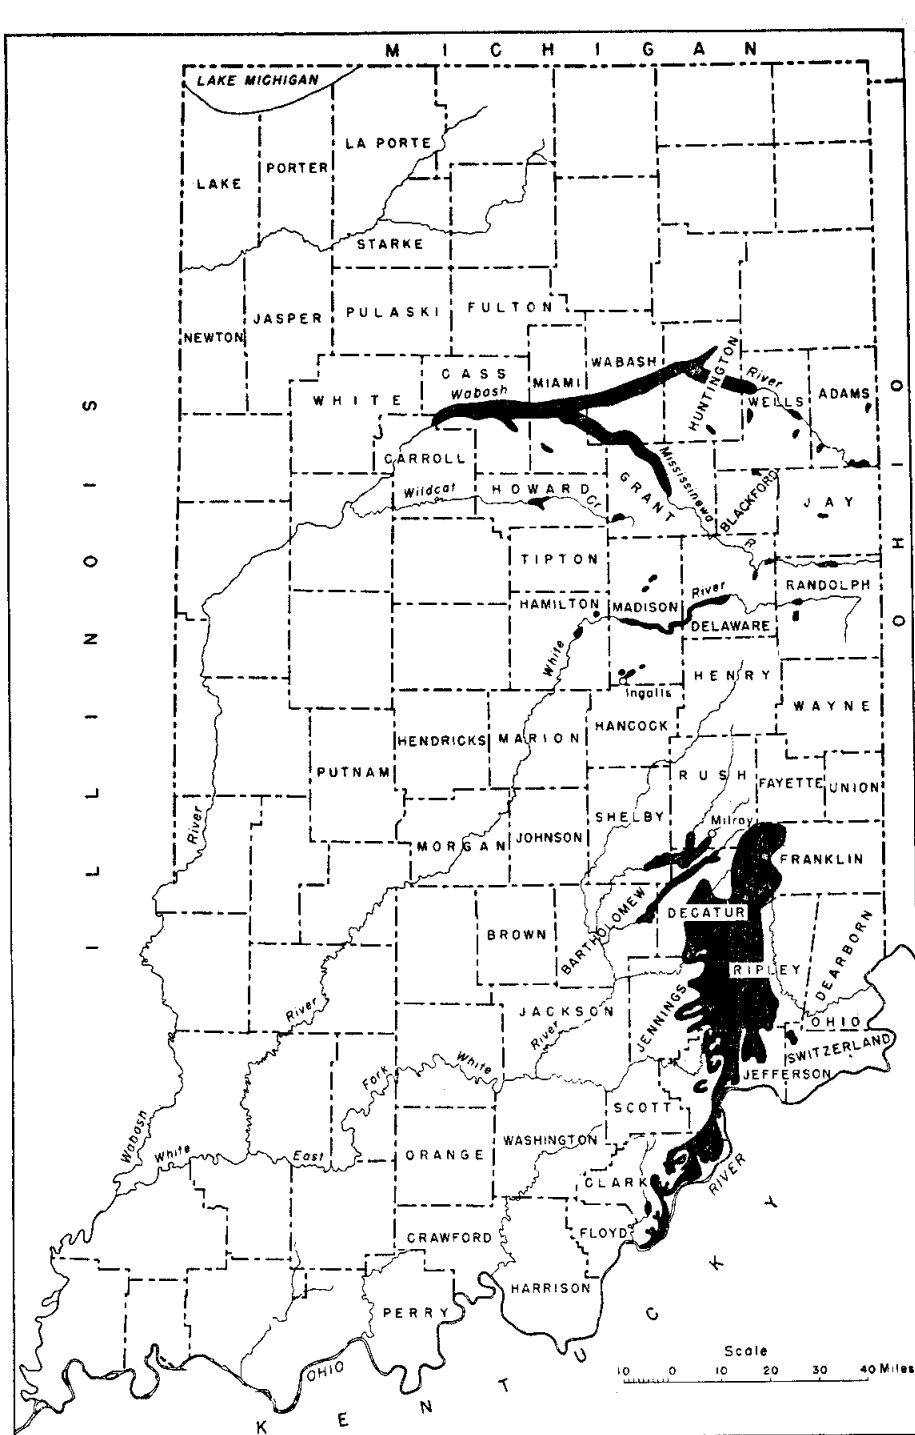 MICHIGAN
LAKE MICHIGAN
LA PORTE
PORTER
LAKE
STARKE
NEWTON
JASPER
PULASKI
FULTON
WHITE
CASS
Wabash
MIAMI
WABASH
HUNTINGTON
River
WELLS
ADAMS
CARROLL
Wildcat
HOWARD
Cr
GRANT
Mississinewa
R
BLACKFORD
JAY
TIPTON
HAMILTON
MADISON
River
DELAWARE
RANDOLPH
White
Ingalls
HENRY
WAYNE
HENDRICKS
MARION
HANCOCK
PUTNAM
RUSH
FAYETTE
UNION
River
MORGAN
JOHNSON
SHELBY
Milroy
FRANKLIN
BROWN
BARTHOLOMEW
DECATUR
RIPLEY
DEARBORN
River
JACKSON
River
JENNINGS
OHIO
SWITZERLAND
JEFFERSON
Fork
White
SCOTT
Wabash
White
East
ORANGE
WASHINGTON
CLARK
RIVER
CRAWFORD
FLOYD
HARRISON
PERRY
OHIO
KENTUCKY
ILLINOIS
OHIO
Scale
10 0 10 20 30 40 Miles